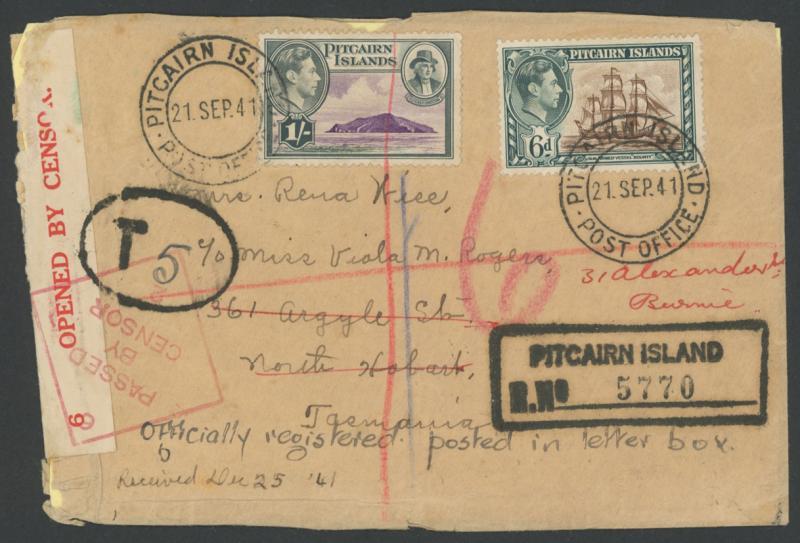 PITCAIRN ISLAND
21. SEP. 41
POST OFFICE
PITCAIRN
ISLANDS
1/-
PITCAIRN ISLANDS
6d
PITCAIRN ISLAND
21. SEP. 41
POST OFFICE
OPENED BY CENSOR.
6
T
5
Mrs. Rena Wice,
c/o Miss Viola M. Rogers,
361 Argyle St.
North Hobart,
Tasmania
6
31 Alexander St
Burnie
PASSED
BY
CENSOR
PITCAIRN ISLAND
R.No 5770
Officially registered. posted in letter box.
Received Dec 25 '41